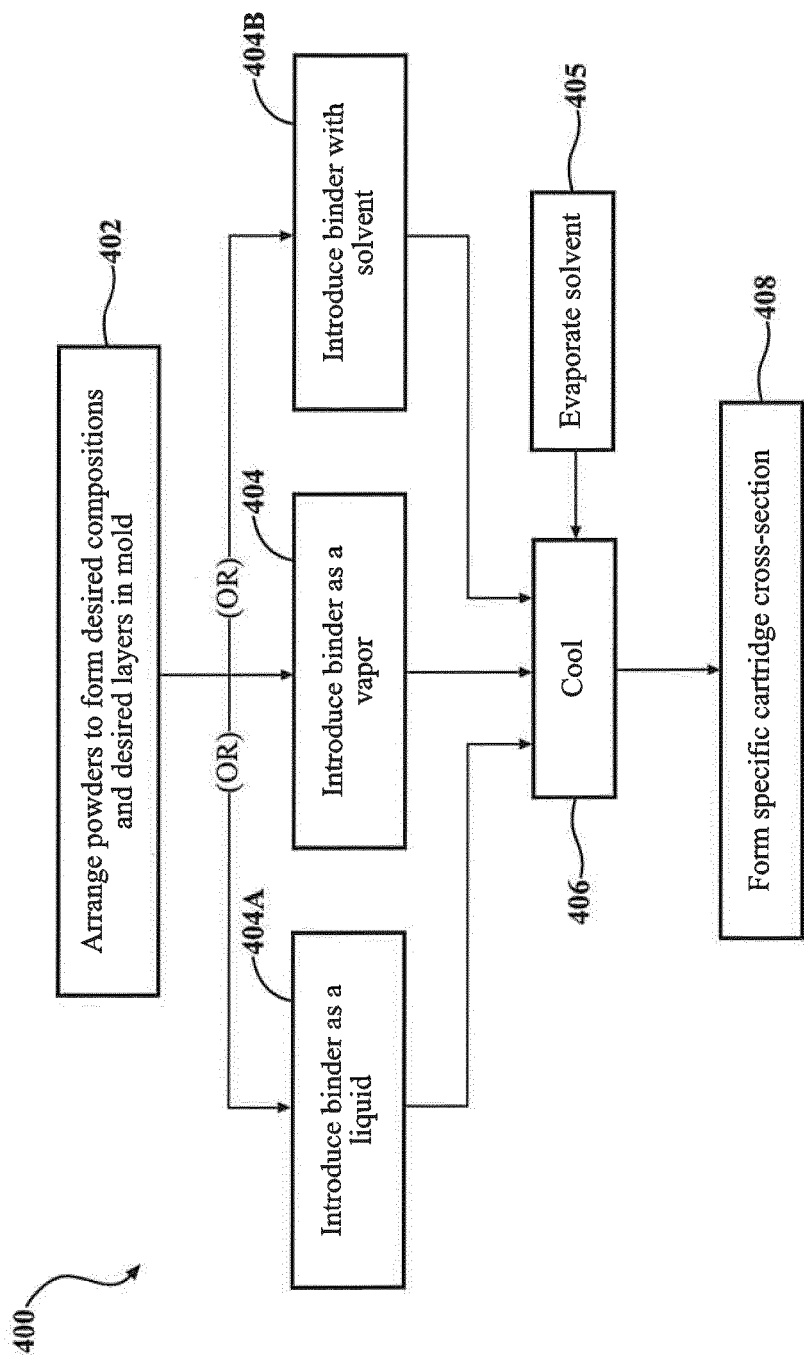 400
Arrange powders to form desired compositions
and desired layers in mold
402
(OR)
(OR)
404A
Introduce binder as a
liquid
404
Introduce binder as a
vapor
404B
Introduce binder with
solvent
406
Cool
405
Evaporate solvent
Form specific cartridge cross-section
408